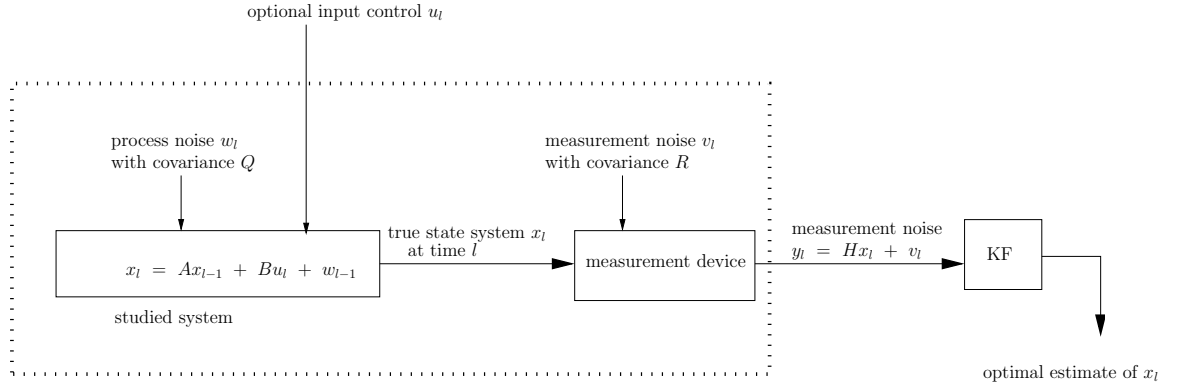 optional input control u_l
process noise w_l
with covariance Q
measurement noise v_l
with covariance R
x_l = Ax_{l-1} + Bu_l + w_{l-1}
studied system
true state system x_l
at time l
measurement device
measurement noise
y_l = Hx_l + v_l
KF
optimal estimate of x_l